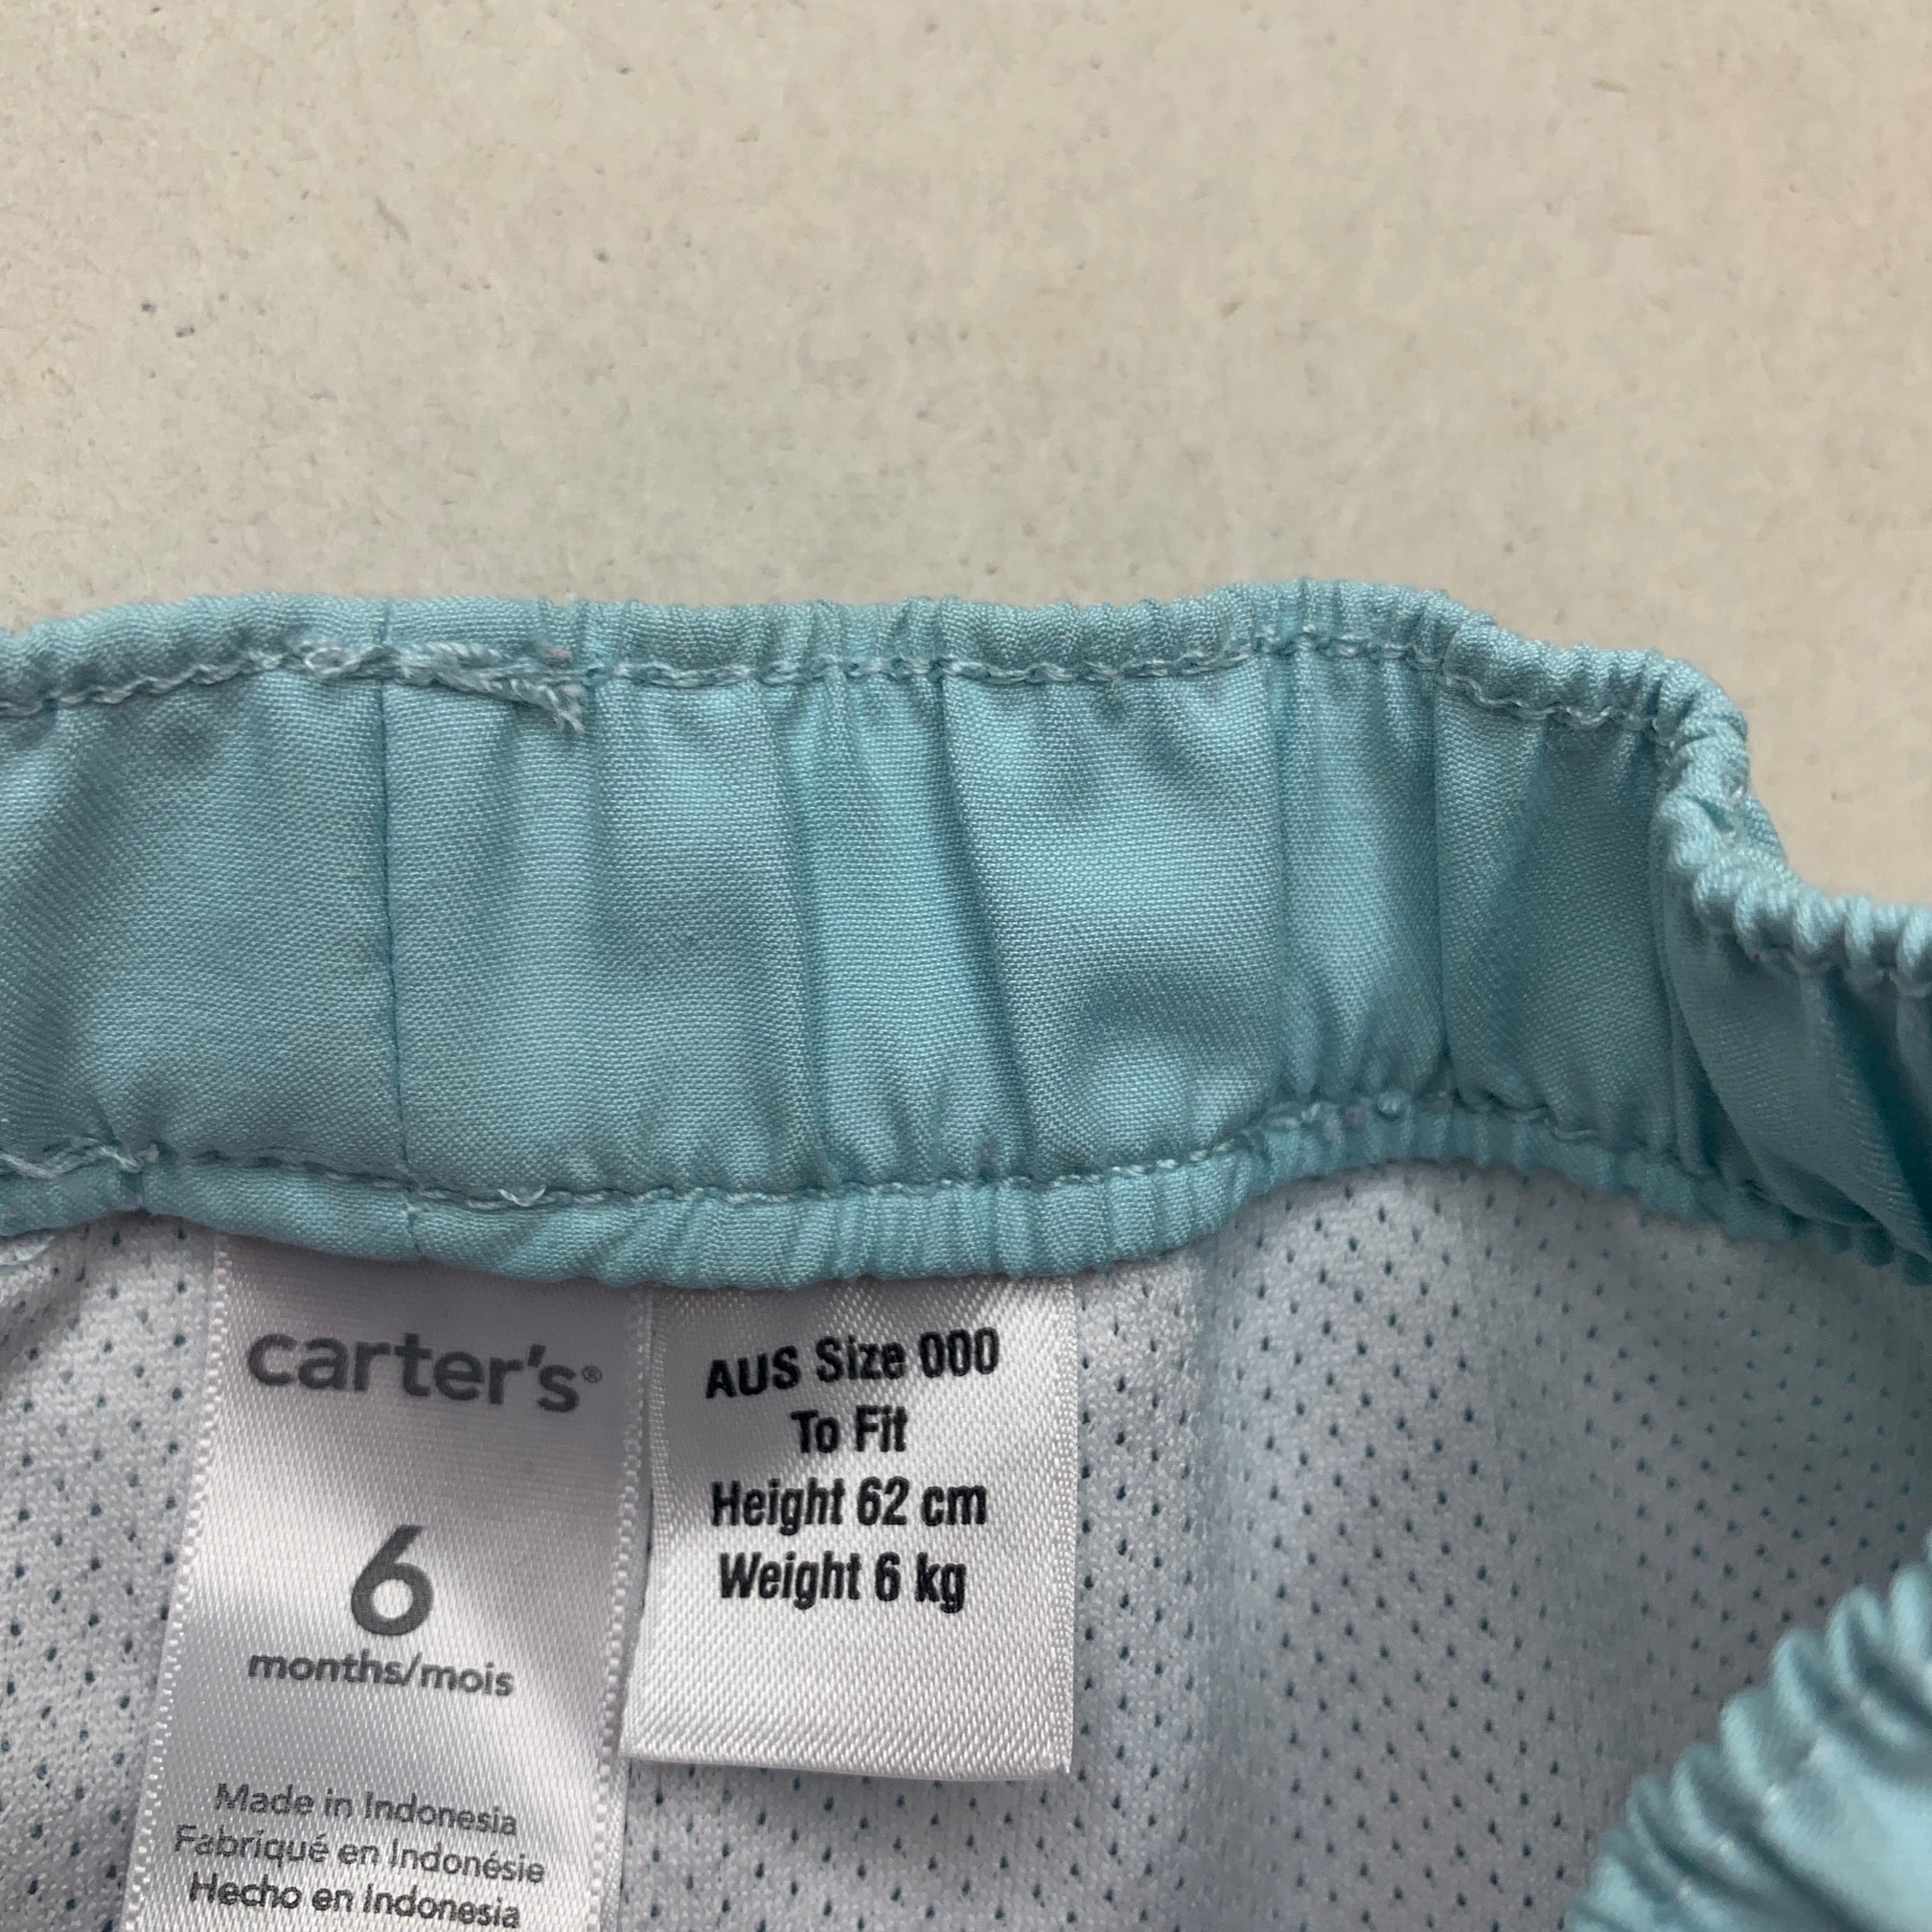 carter's®
6
months/mois
Made in Indonesia
Fabriqué en Indonésie
Hecho en Indonesia
AUS Size 000
To Fit
Height 62 cm
Weight 6 kg